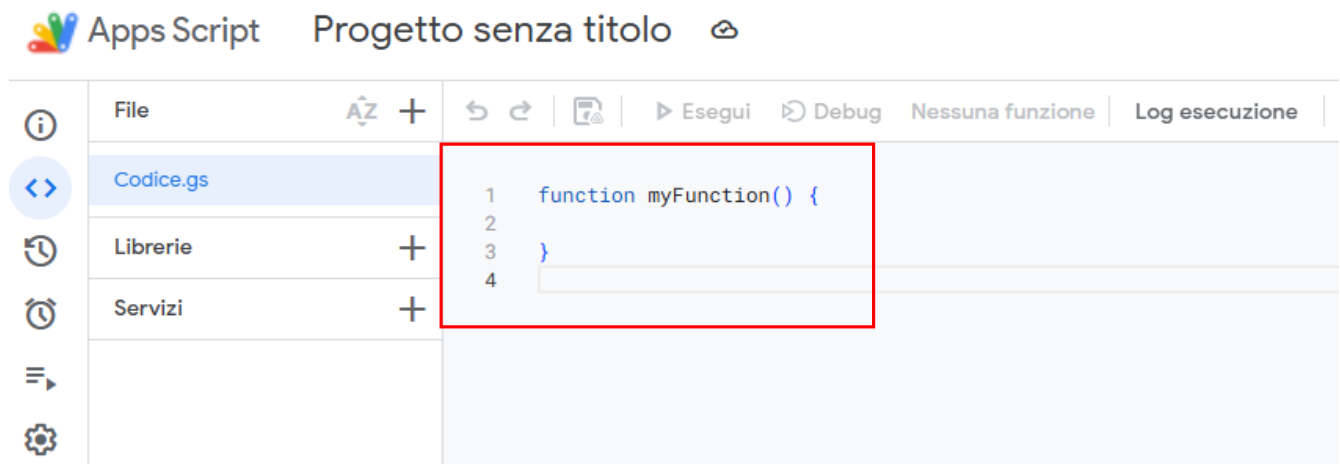 Apps Script Progetto senza titolo
File AZ
Esegui Debug Nessuna funzione Log esecuzione
Codice.gs
Librerie
Servizi
1 function myFunction() {
2
3 }
4